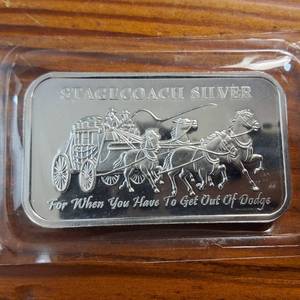 STAGECOACH SILVER
For When You Have To Get Out Of Dodge